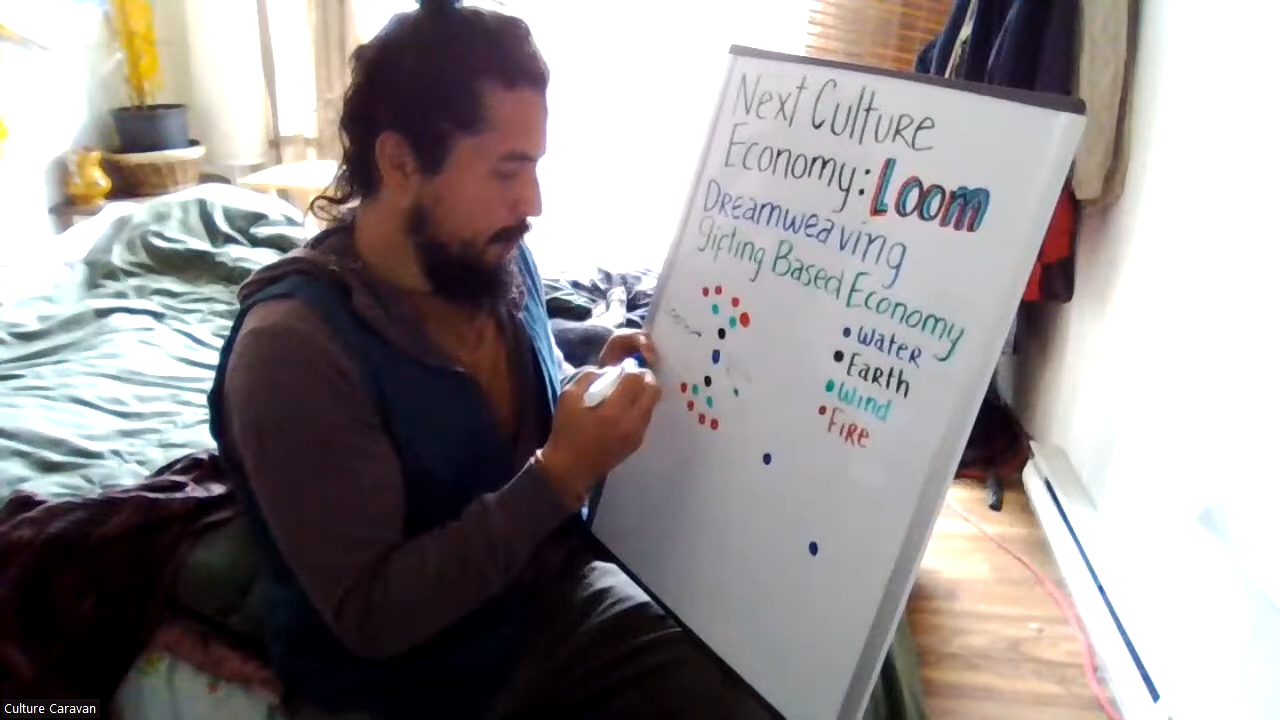 Next Culture
Economy: Loom
Dreamweaving
gifting Based Economy
• Water
• Earth
• Wind
• Fire
Culture Caravan